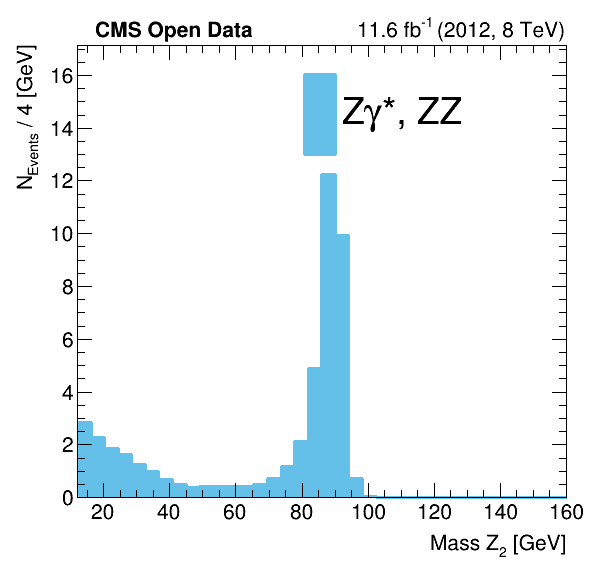 CMS Open Data 11.6 fb⁻¹ (2012, 8 TeV)
N_Events / 4 [GeV]
16
Zγ*, ZZ
14
12
10
8
6
4
2
0
20 40 60 80 100 120 140 160
Mass Z₂ [GeV]